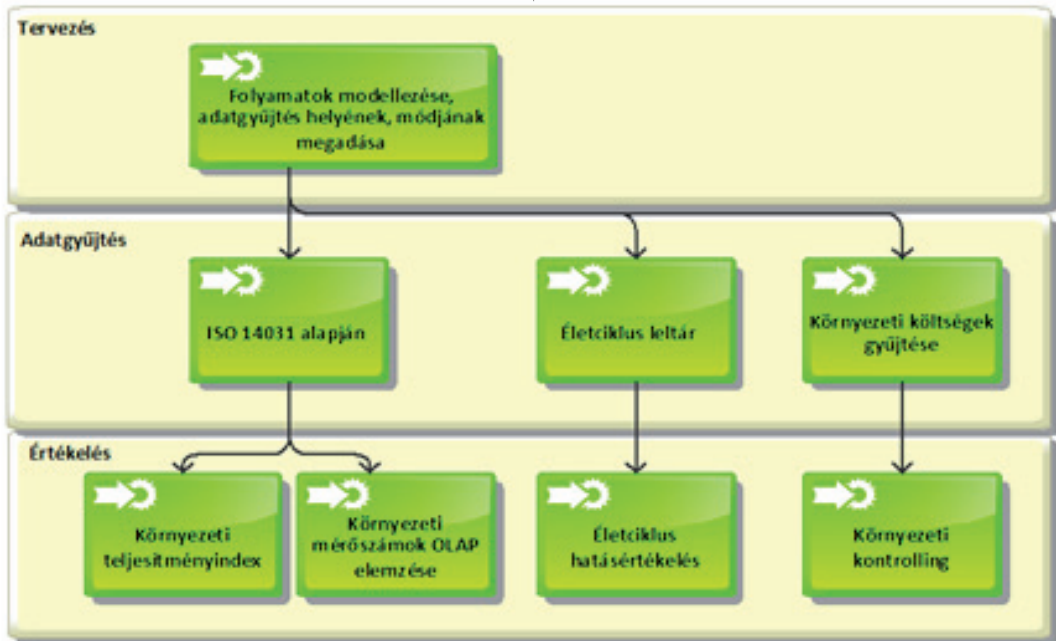 Tervezés
Folyamatok modellezése,
adatgyűjtés helyének, módjának
megadása
Adatgyűjtés
ISO 14031 alapján
Életciklus leltár
Környezeti költségek
gyűjtése
Értékelés
Környezeti
teljesítményindex
Környezeti
mérőszámok OLAP
elemzése
Életciklus
hatásértékelés
Környezeti
kontrolling